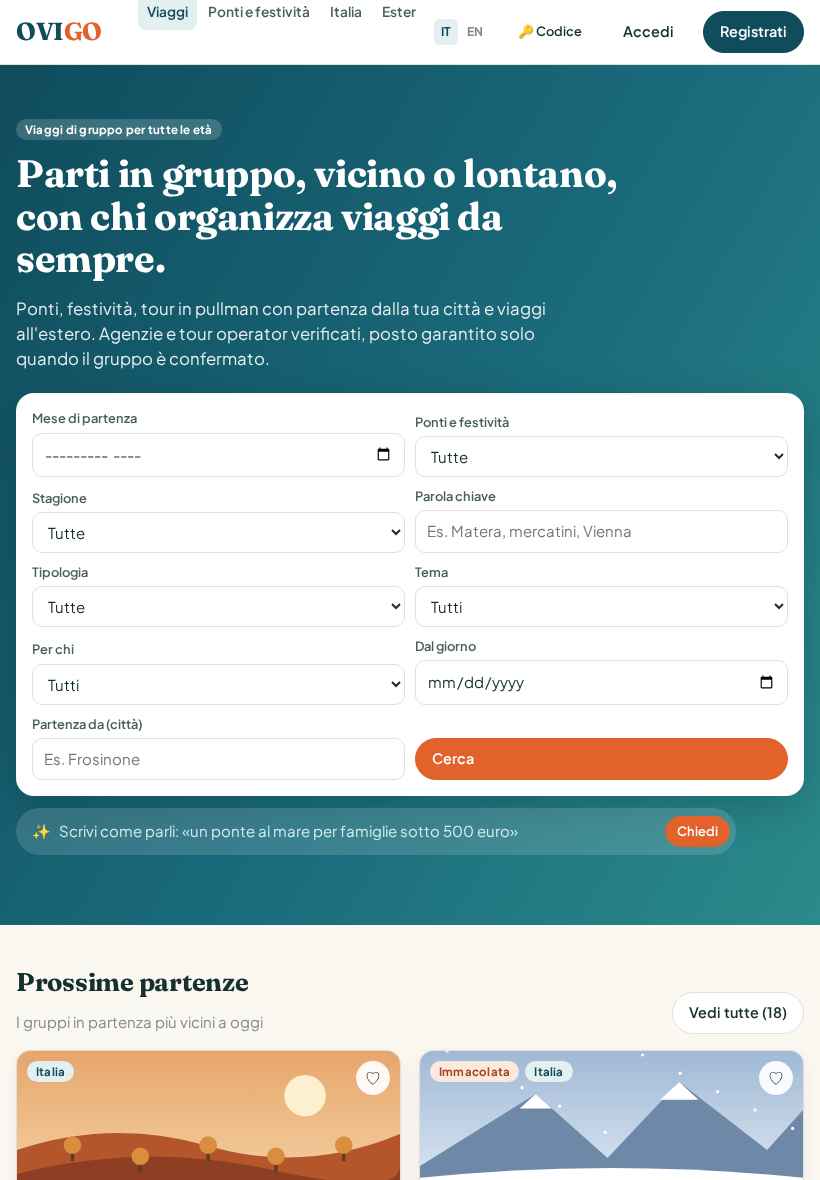 OVIGO
Viaggi
Ponti e festività
Italia
Ester
IT
EN
🔑 Codice
Accedi
Registrati
Viaggi di gruppo per tutte le età
Parti in gruppo, vicino o lontano,
con chi organizza viaggi da
sempre.
Ponti, festività, tour in pullman con partenza dalla tua città e viaggi
all'estero. Agenzie e tour operator verificati, posto garantito solo
quando il gruppo è confermato.
Mese di partenza
Ponti e festività
--------- ----
Tutte
Stagione
Parola chiave
Tutte
Es. Matera, mercatini, Vienna
Tipologia
Tema
Tutte
Tutti
Per chi
Dal giorno
Tutti
mm/dd/yyyy
Partenza da (città)
Es. Frosinone
Cerca
✨ Scrivi come parli: «un ponte al mare per famiglie sotto 500 euro»
Chiedi
Prossime partenze
I gruppi in partenza più vicini a oggi
Vedi tutte (18)
Italia
Immacolata
Italia